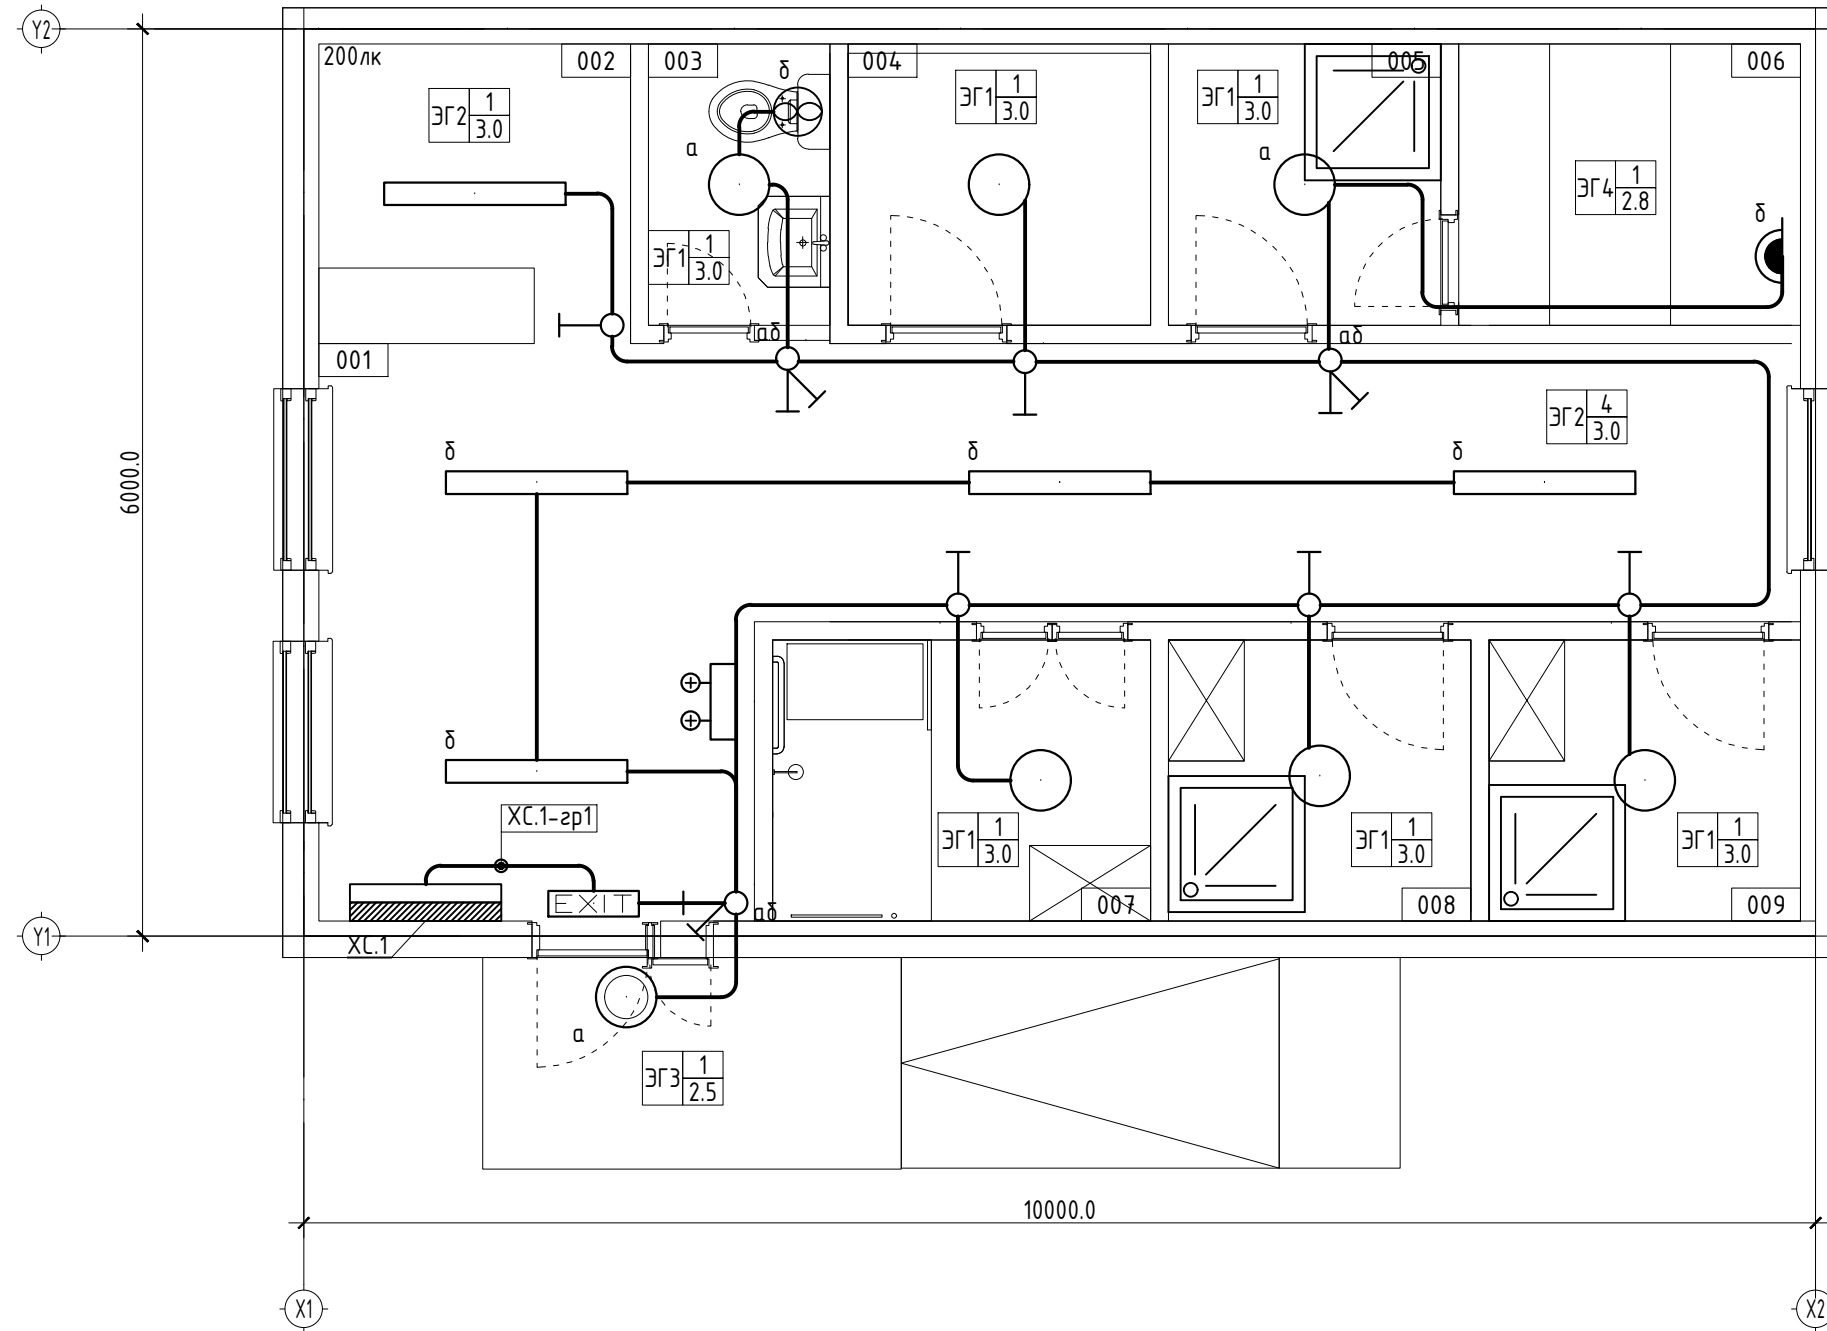 Y2
200лк
002
003
δ
004
005
006
ЭГ2 1 3.0
ЭГ1 1 3.0
ЭГ1 1 3.0
а
а
ЭГ4 1 2.8
δ
ЭГ1 1 3.0
аδ
аδ
001
ЭГ2 4 3.0
δ
δ
δ
6000.0
δ
ХС.1-гр1
ЭГ1 1 3.0
ЭГ1 1 3.0
ЭГ1 1 3.0
EXIT
аδ
007
008
009
Y1
ХС.1
а
ЭГ3 1 2.5
10000.0
X1
X2